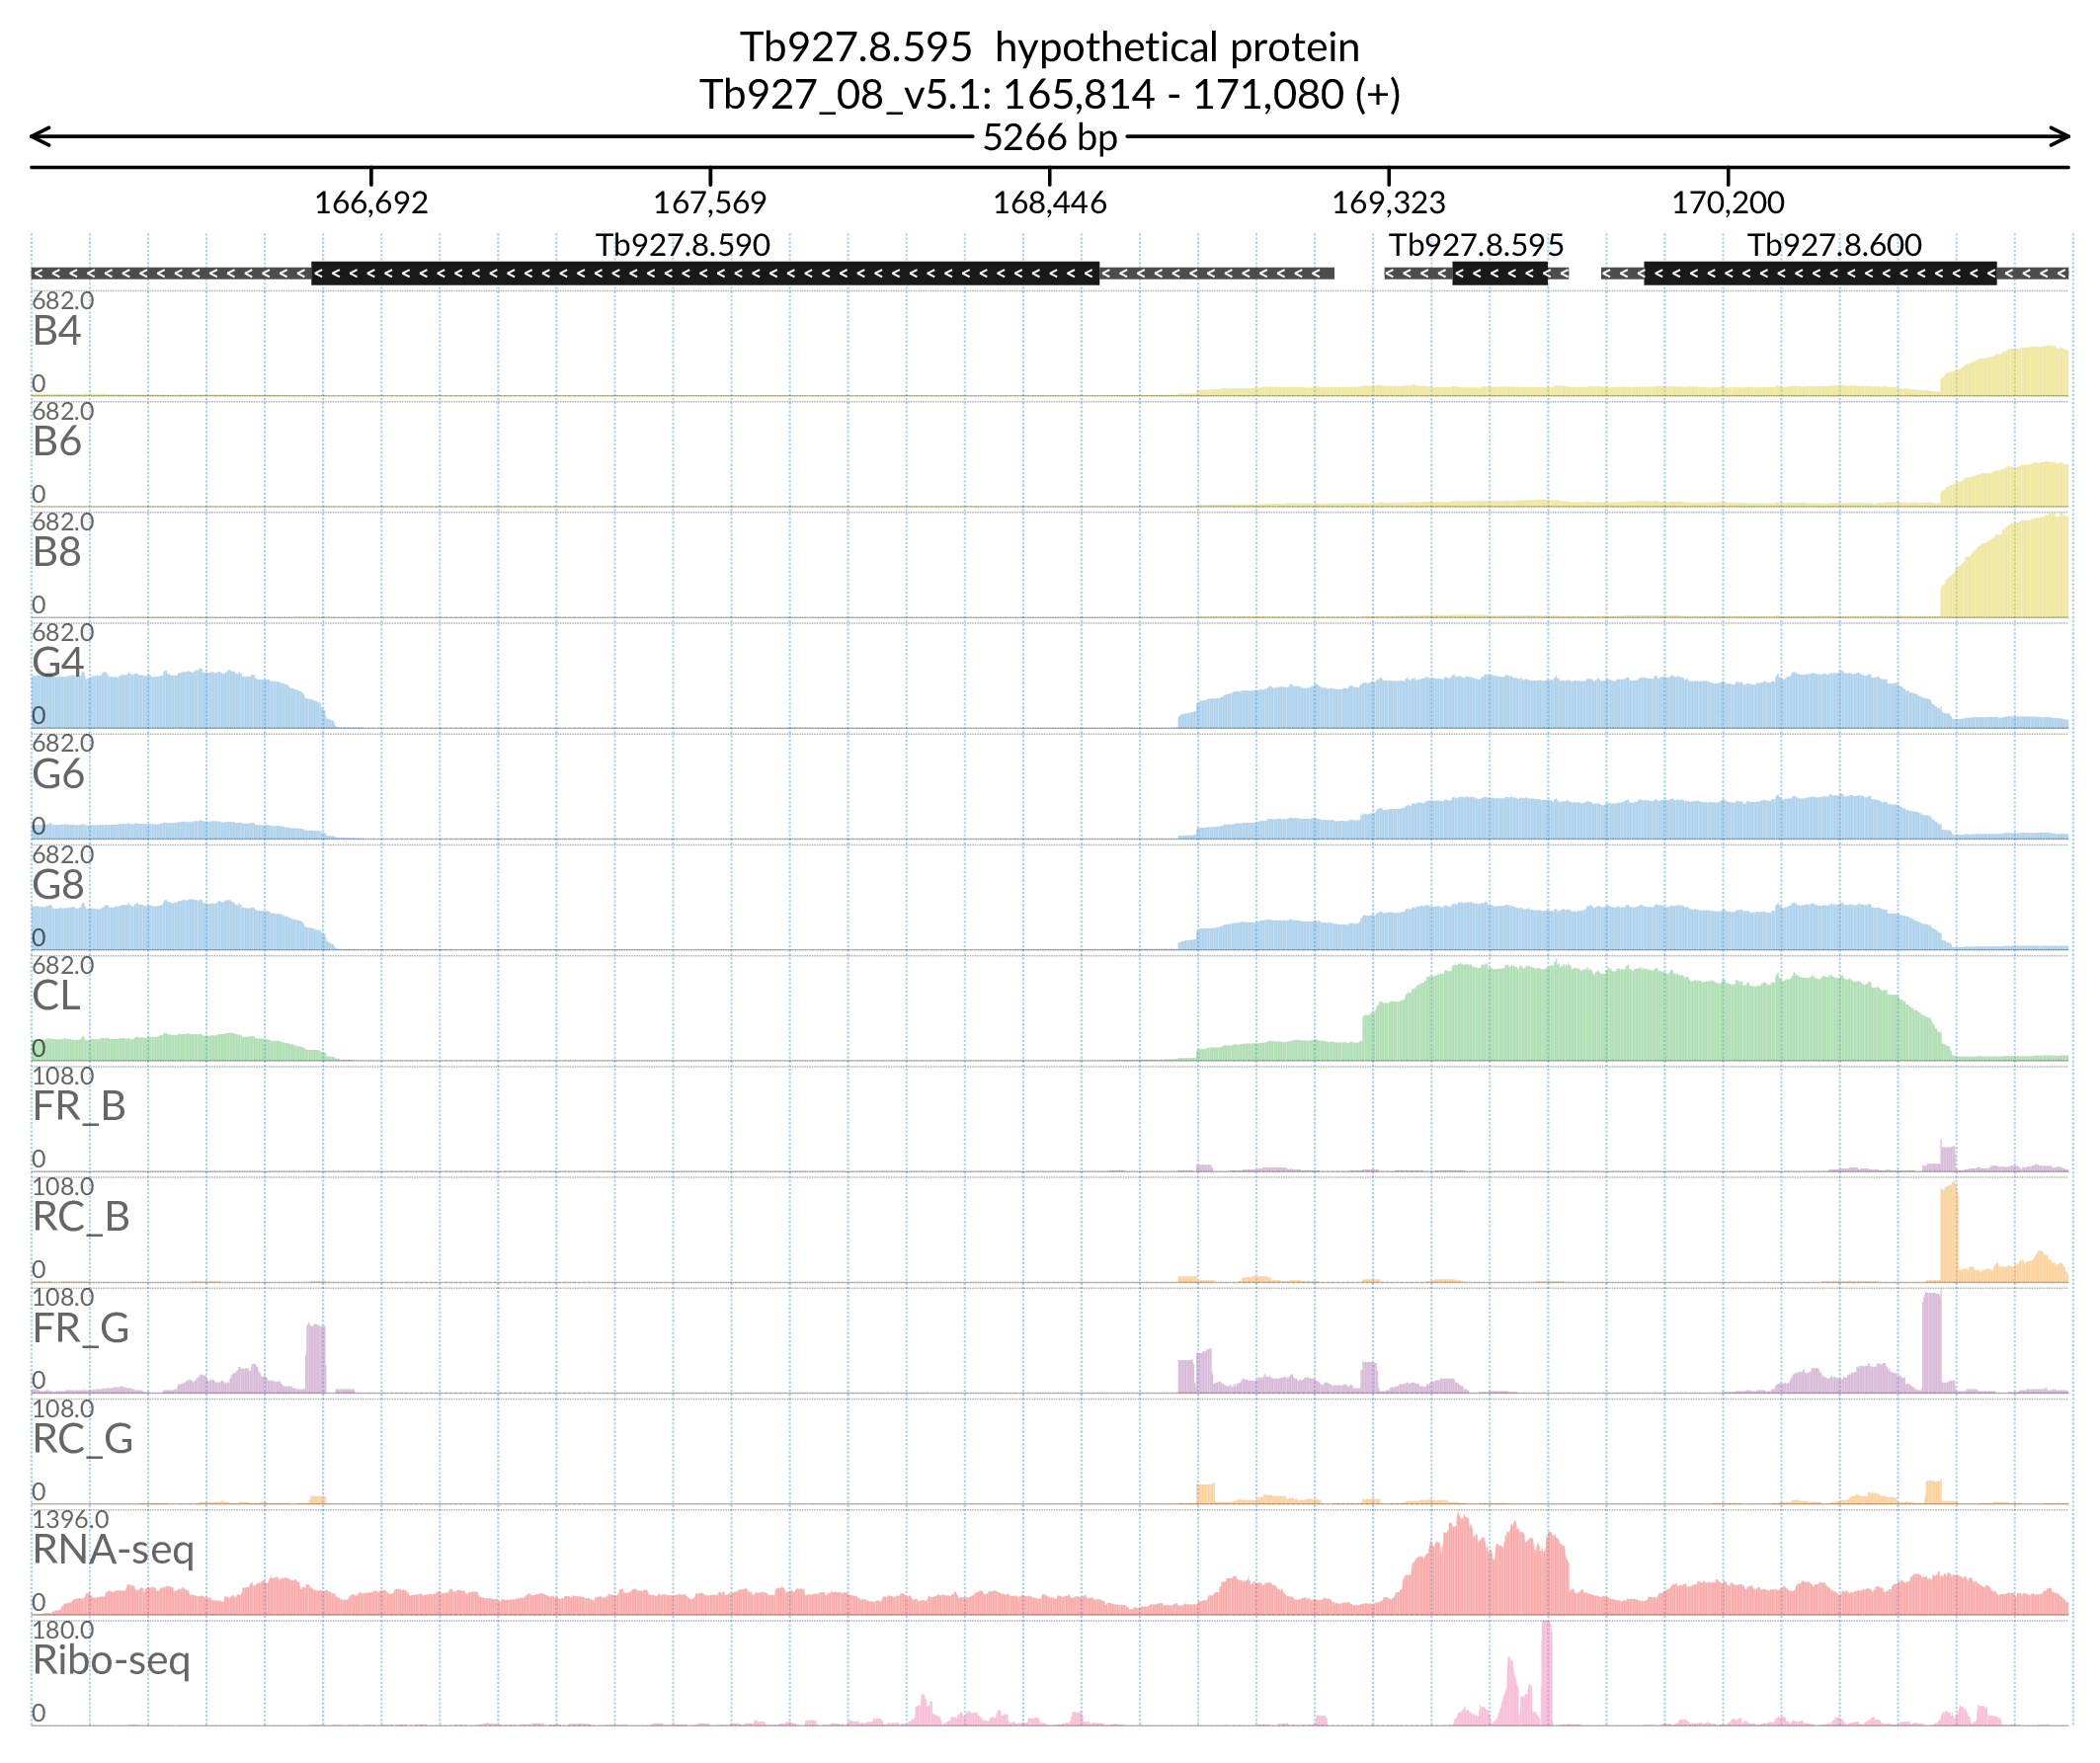 Tb927.8.595 hypothetical protein
Tb927_08_v5.1: 165,814 - 171,080 (+)
5266 bp
166,692 167,569 168,446 169,323 170,200
Tb927.8.590 Tb927.8.595 Tb927.8.600
682.0
B4
0
682.0
B6
0
682.0
B8
0
682.0
G4
0
682.0
G6
0
682.0
G8
0
682.0
CL
0
108.0
FR_B
0
108.0
RC_B
0
108.0
FR_G
0
108.0
RC_G
0
1396.0
RNA-seq
0
180.0
Ribo-seq
0